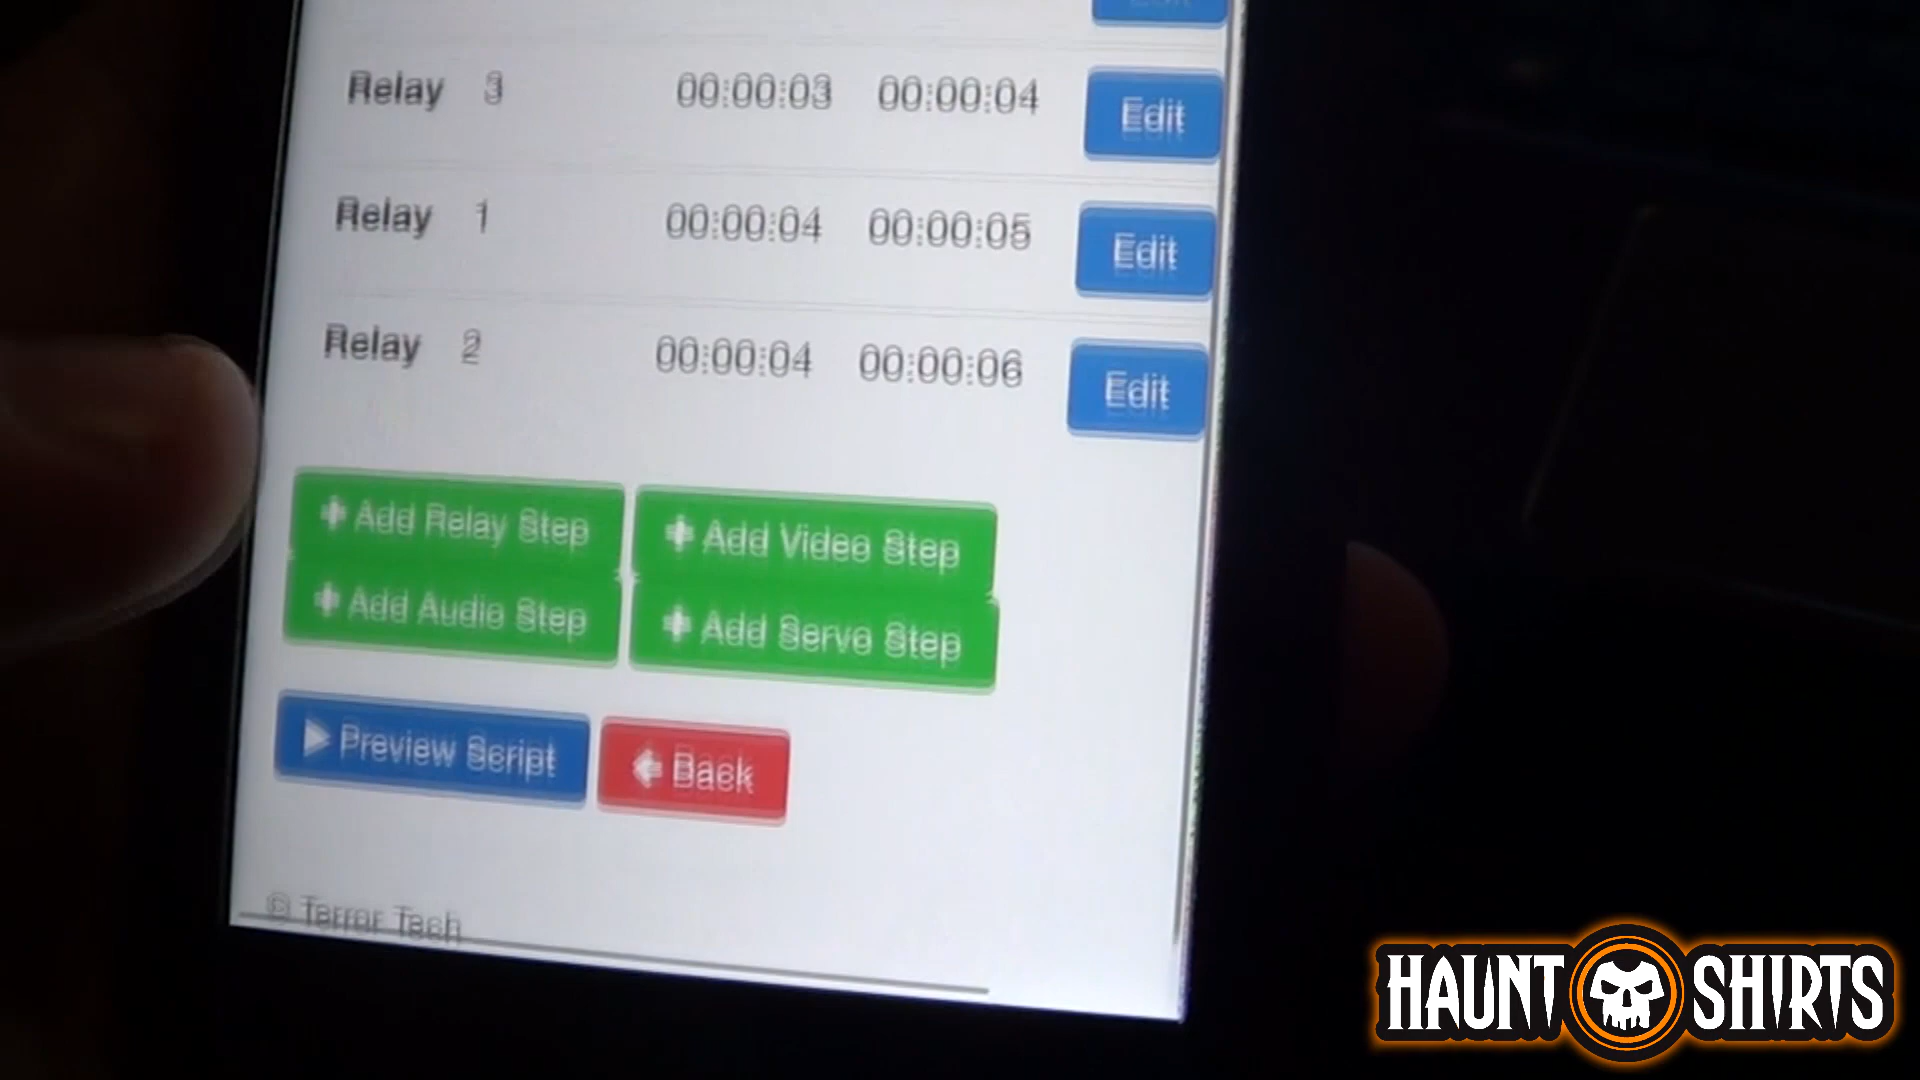 Edit
Relay 3 00:00:03 00:00:04 Edit
Relay 1 00:00:04 00:00:05 Edit
Relay 2 00:00:04 00:00:06 Edit
Add Relay Step Add Video Step
Add Audio Step Add Servo Step
Preview Script Back
© Terror Tech
HAUNT SHIRTS